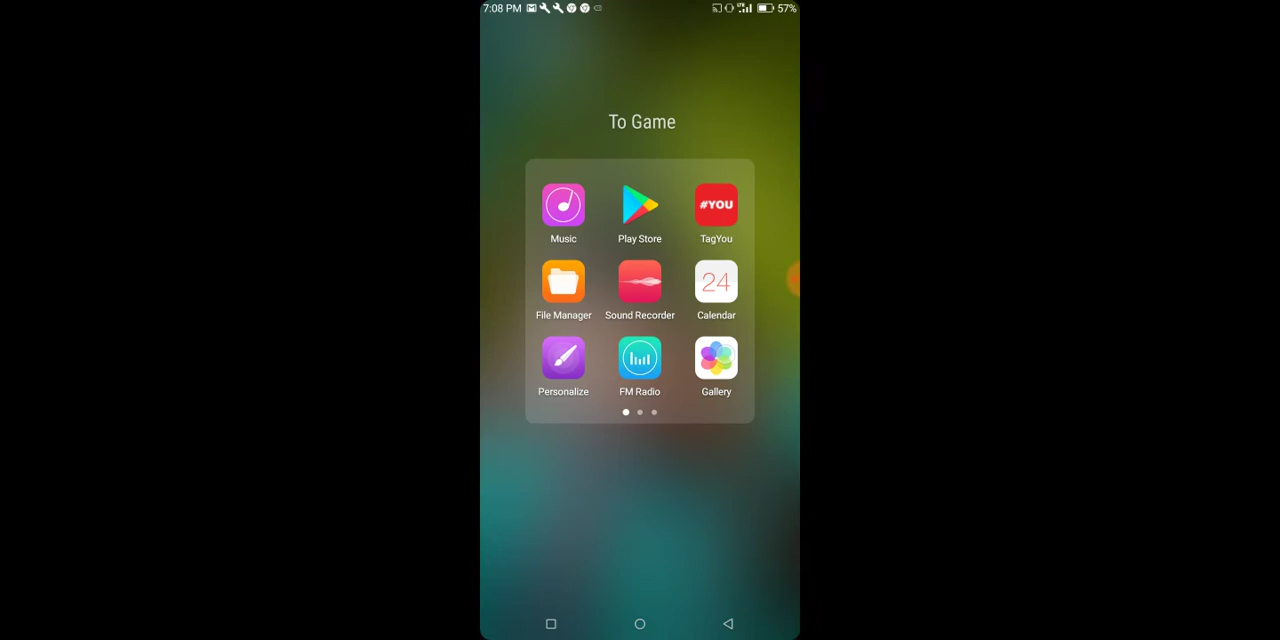 7:08 PM 57%
To Game
#YOU
Music Play Store TagYou
24
File Manager Sound Recorder Calendar
Personalize FM Radio Gallery